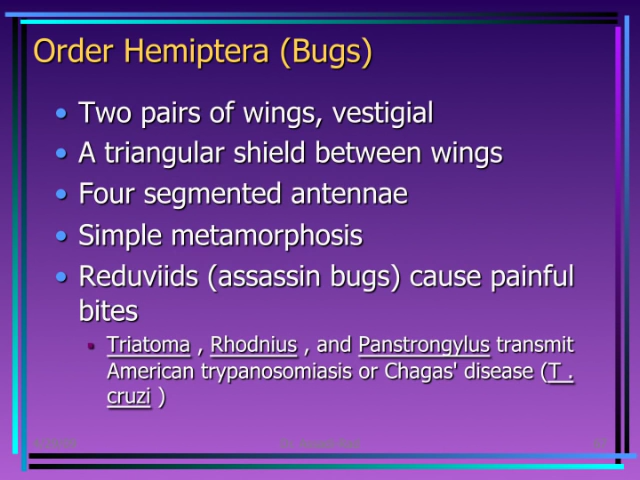 Order Hemiptera (Bugs)
• Two pairs of wings, vestigial
• A triangular shield between wings
• Four segmented antennae
• Simple metamorphosis
• Reduviids (assassin bugs) cause painful
bites
• Triatoma , Rhodnius , and Panstrongylus transmit
American trypanosomiasis or Chagas' disease (T .
cruzi )